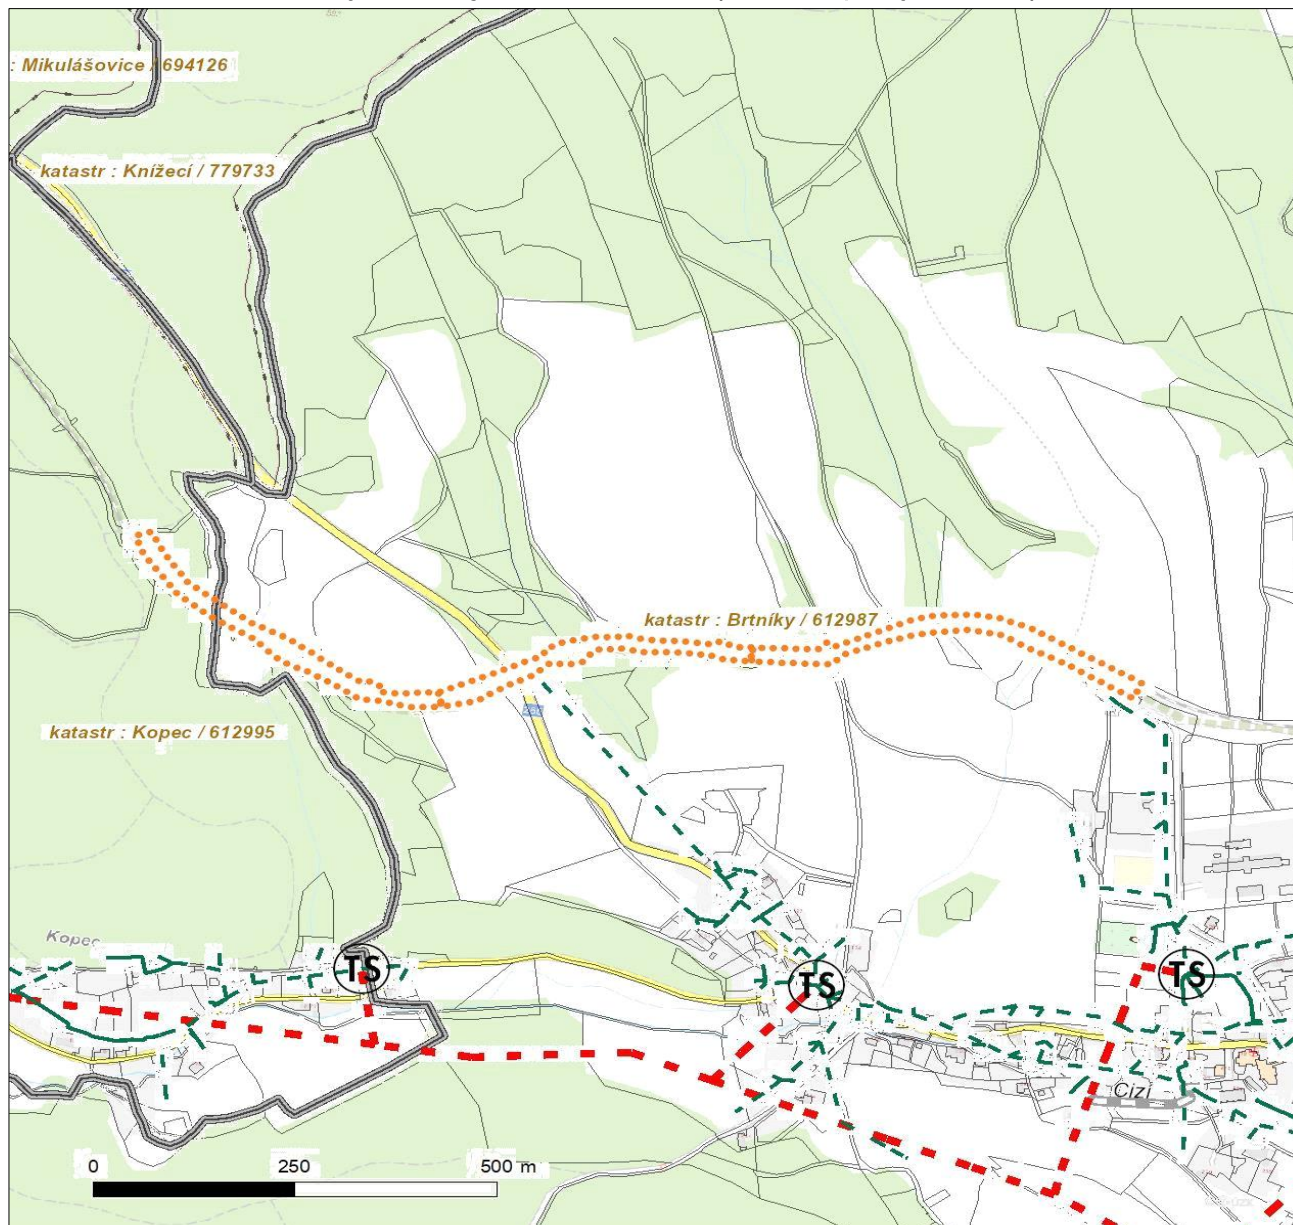 : Mikulášovice / 694126
katastr : Knížecí / 779733
katastr : Brtníky / 612987
katastr : Kopec / 612995
Kopec
TS
TS
TS
Cizí
0 250 500 m